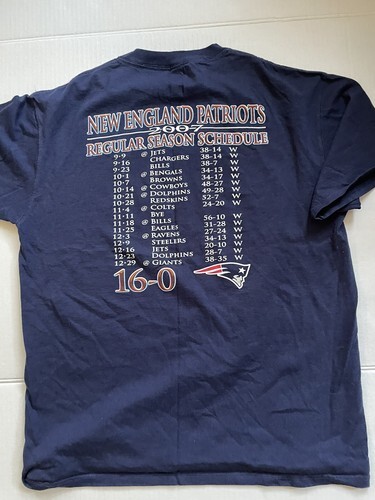 NEW ENGLAND PATRIOTS
2007
REGULAR SEASON SCHEDULE
9-9 @ JETS 38-14 W
9-16 CHARGERS 38-14 W
9-23 BILLS 38-7 W
10-1 @ BENGALS 34-13 W
10-7 BROWNS 34-17 W
10-14 @ COWBOYS 48-27 W
10-21 @ DOLPHINS 49-28 W
10-28 REDSKINS 52-7 W
11-4 @ COLTS 24-20 W
11-11 BYE
11-18 @ BILLS 56-10 W
11-25 EAGLES 31-28 W
12-3 @ RAVENS 27-24 W
12-9 STEELERS 34-13 W
12-16 JETS 20-10 W
12-23 DOLPHINS 28-7 W
12-29 @ GIANTS 38-35 W
16-0